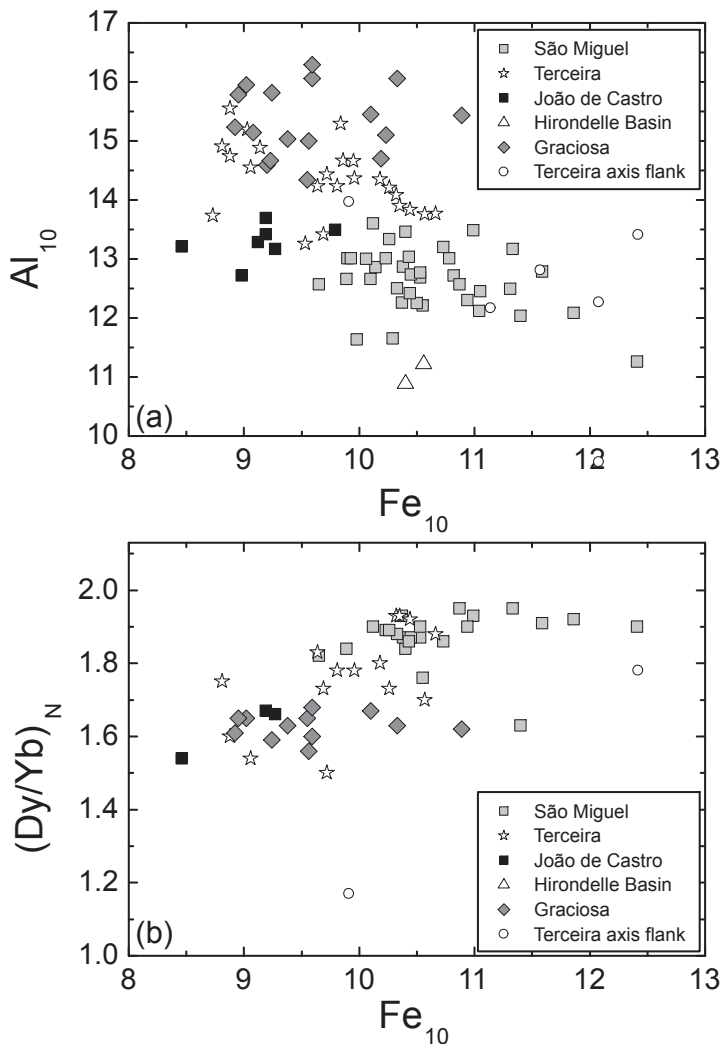 17
16
15
14
13
12
11
10
Al10
São Miguel
Terceira
João de Castro
Hirondelle Basin
Graciosa
Terceira axis flank
(a)
8 9 10 11 12 13
Fe10
2.0
1.8
1.6
1.4
1.2
1.0
(Dy/Yb)N
São Miguel
Terceira
João de Castro
Hirondelle Basin
Graciosa
Terceira axis flank
(b)
8 9 10 11 12 13
Fe10